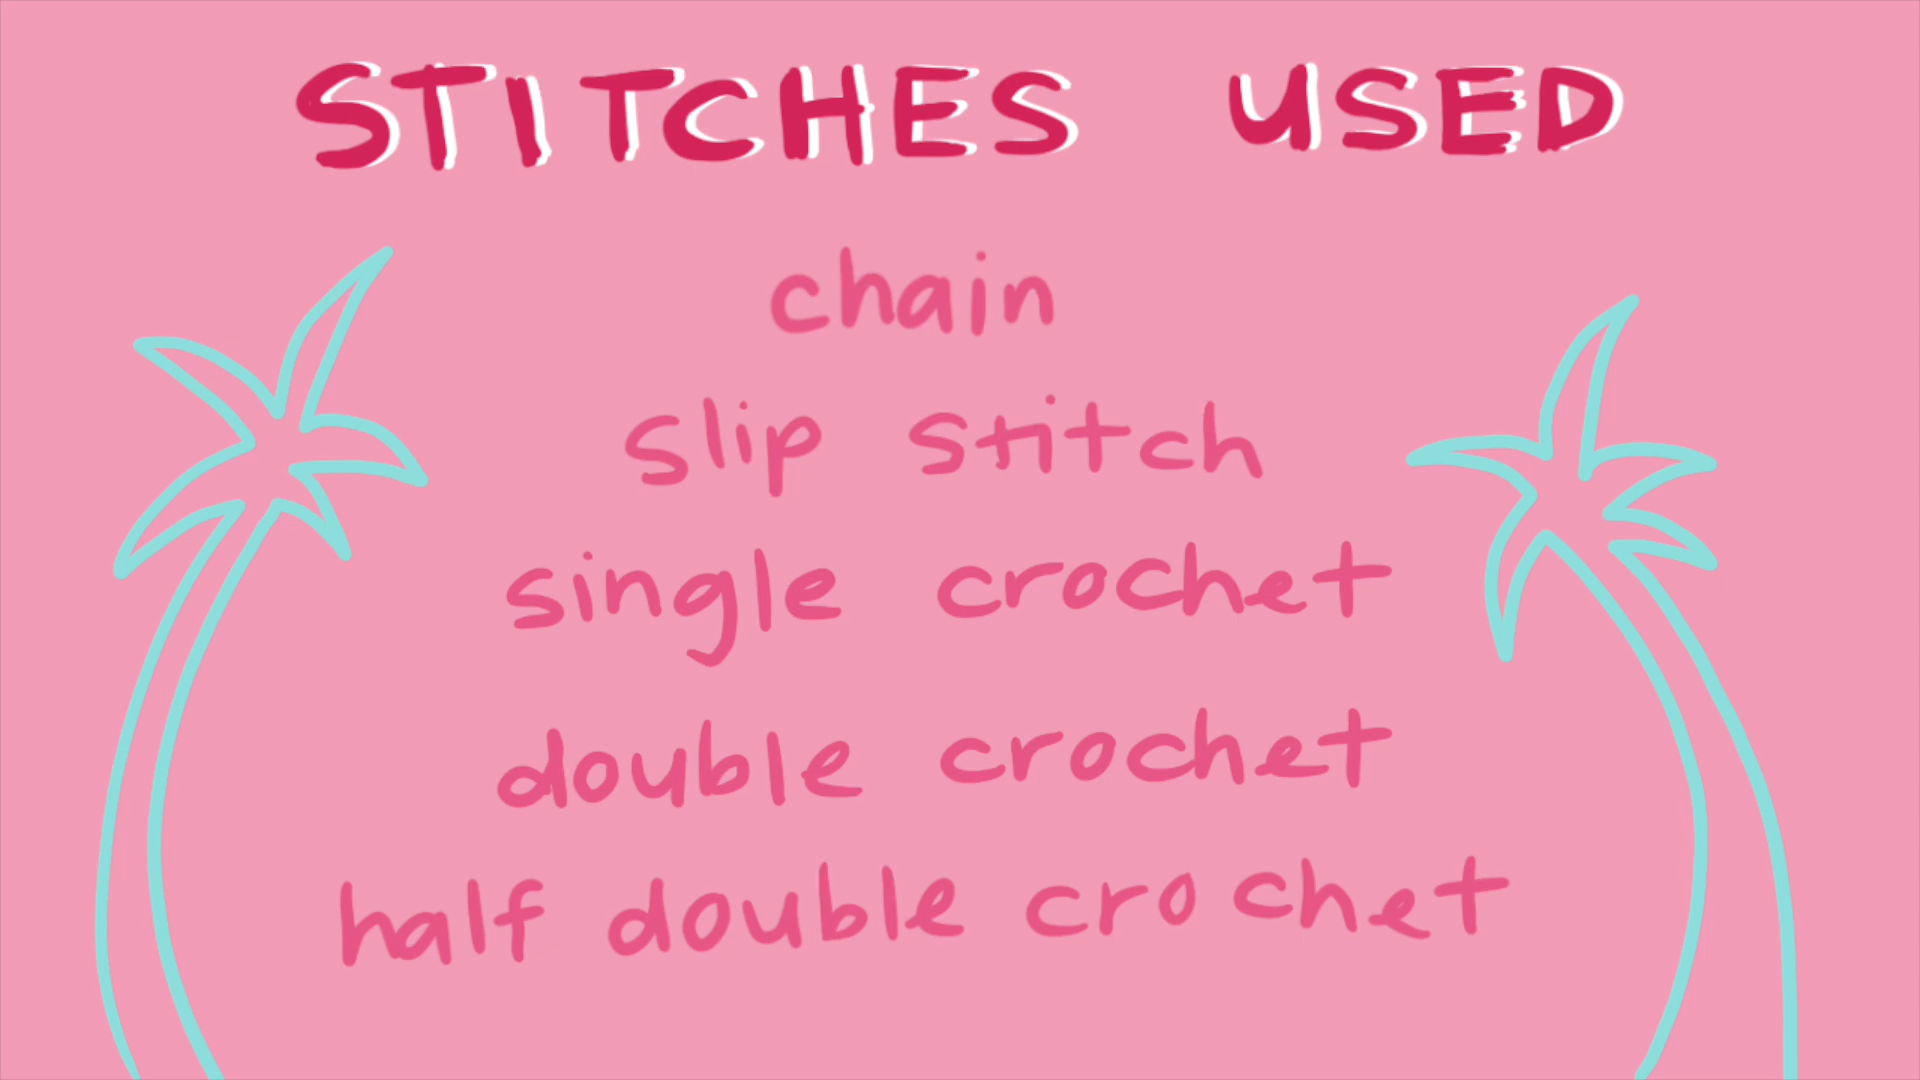 STITCHES USED
chain
slip stitch
single crochet
double crochet
half double crochet